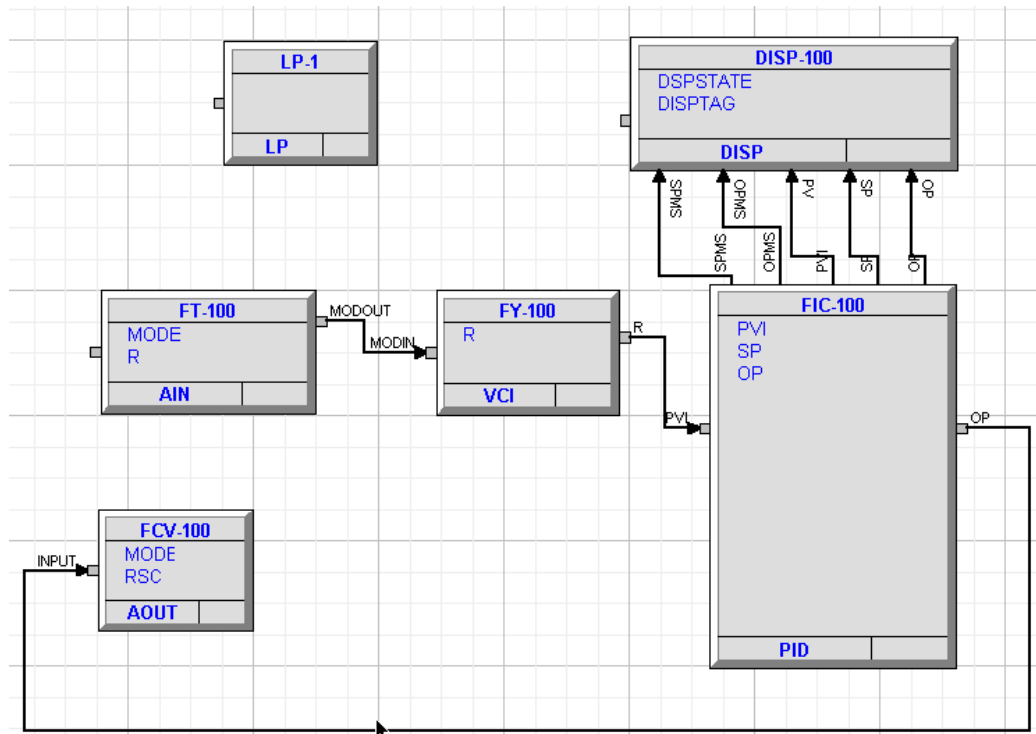 LP-1
LP
DISP-100
DSPSTATE
DISPTAG
DISP
SPMS
OPMS
PV
SP
OP
SPMS
OPMS
PVI
SP
OP
FT-100
MODE
R
AIN
MODOUT
MODIN
FY-100
R
VCI
R
PVI
FIC-100
PVI
SP
OP
PID
OP
FCV-100
MODE
RSC
AOUT
INPUT